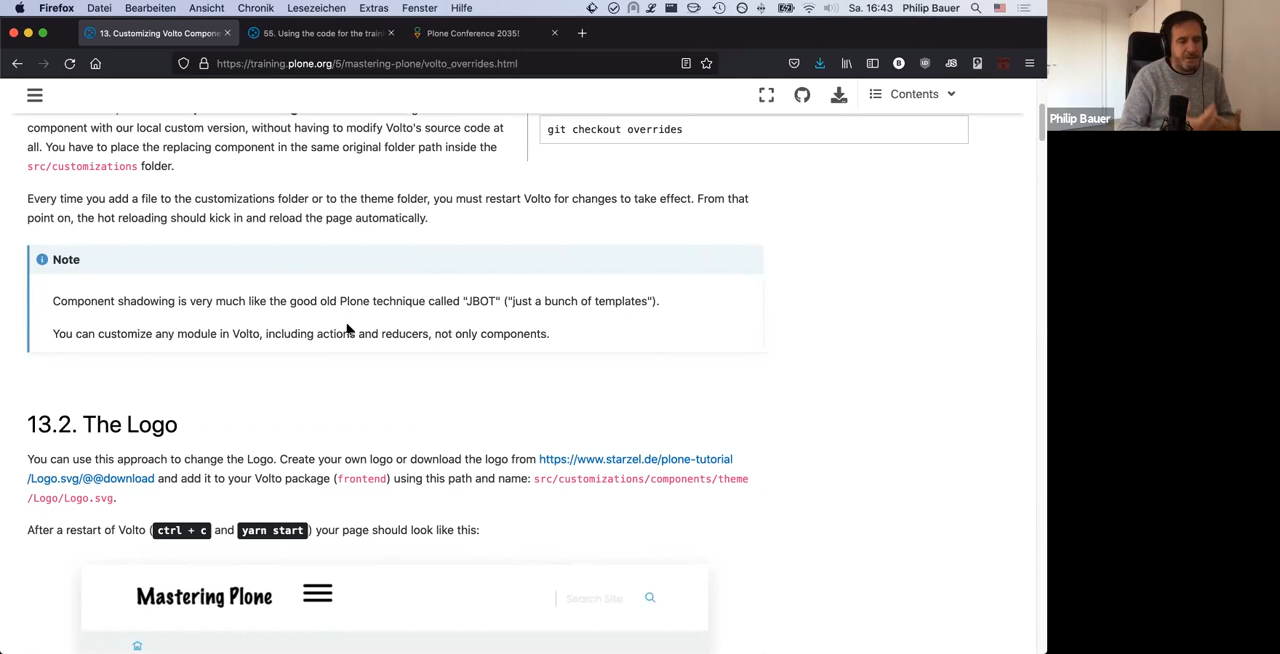 Firefox Datei Bearbeiten Ansicht Chronik Lesezeichen Extras Fenster Hilfe Sa. 16:43 Philip Bauer
13. Customizing Volto Compone
55. Using the code for the train
Plone Conference 2035!
https://training.plone.org/5/mastering-plone/volto_overrides.html
Contents
Philip Bauer
component with our local custom version, without having to modify Volto's source code at
all. You have to place the replacing component in the same original folder path inside the
src/customizations folder.
git checkout overrides
Every time you add a file to the customizations folder or to the theme folder, you must restart Volto for changes to take effect. From that
point on, the hot reloading should kick in and reload the page automatically.
Note
Component shadowing is very much like the good old Plone technique called "JBOT" ("just a bunch of templates").
You can customize any module in Volto, including actions and reducers, not only components.
13.2. The Logo
You can use this approach to change the Logo. Create your own logo or download the logo from https://www.starzel.de/plone-tutorial
/Logo.svg/@@download and add it to your Volto package (frontend) using this path and name: src/customizations/components/theme
/Logo/Logo.svg.
After a restart of Volto (ctrl + c and yarn start) your page should look like this:
Mastering Plone
Search Site